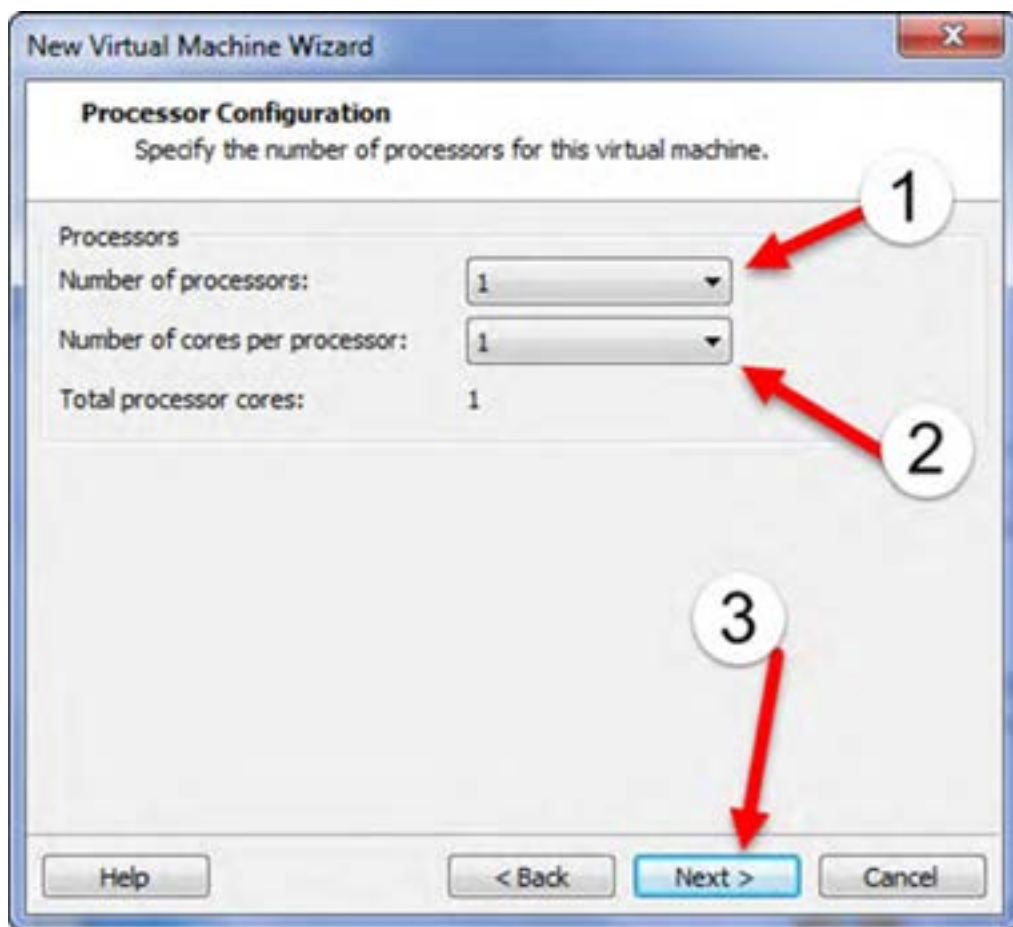 New Virtual Machine Wizard
Processor Configuration
Specify the number of processors for this virtual machine.
1
Processors
Number of processors: 1
Number of cores per processor: 1
Total processor cores: 1
2
3
Help < Back Next > Cancel